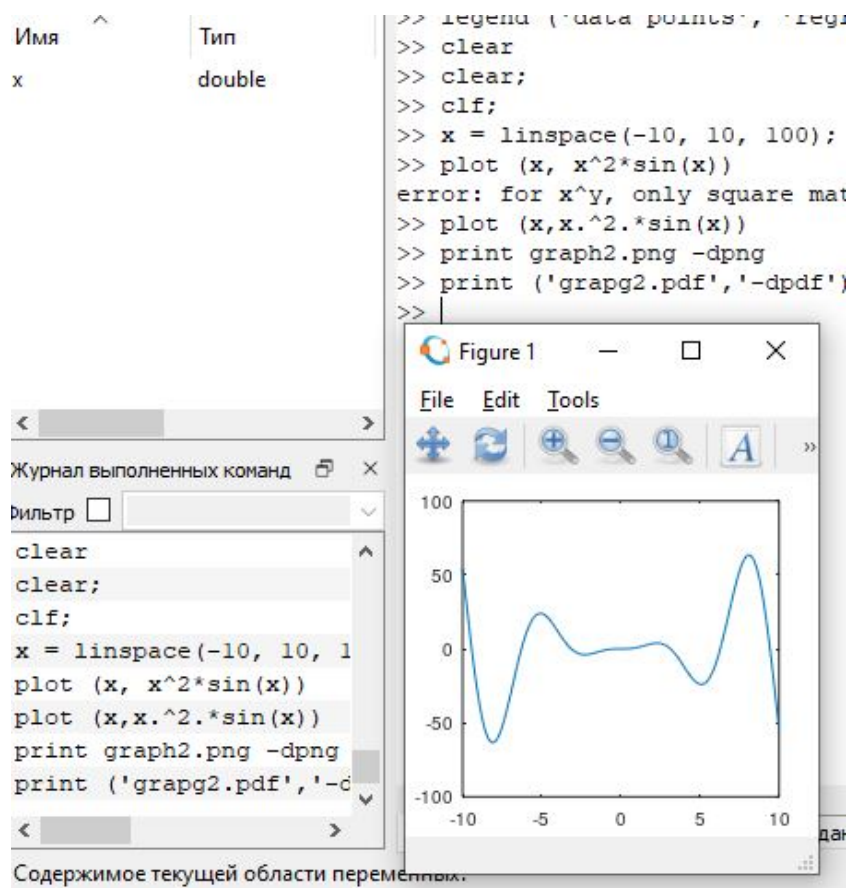 Имя Тип
x double
>> legend ('data points', 'regr
>> clear
>> clear;
>> clf;
>> x = linspace(-10, 10, 100);
>> plot (x, x^2*sin(x))
error: for x^y, only square mat
>> plot (x,x.^2.*sin(x))
>> print graph2.png -dpng
>> print ('grapg2.pdf','-dpdf')
>>
Журнал выполненных команд
Фильтр
clear
clear;
clf;
x = linspace(-10, 10, 1
plot (x, x^2*sin(x))
plot (x,x.^2.*sin(x))
print graph2.png -dpng
print ('grapg2.pdf','-d
Содержимое текущей области переменных.
Figure 1
File Edit Tools
A »
100
50
0
-50
-100
-10 -5 0 5 10